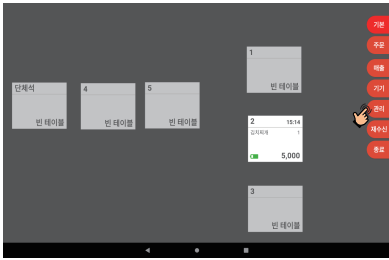 단체석
빈 테이블
4
빈 테이블
5
빈 테이블
1
빈 테이블
2 15:14
김치찌개 1
5,000
3
빈 테이블
기본
주문
매출
기기
관리
재수신
종료